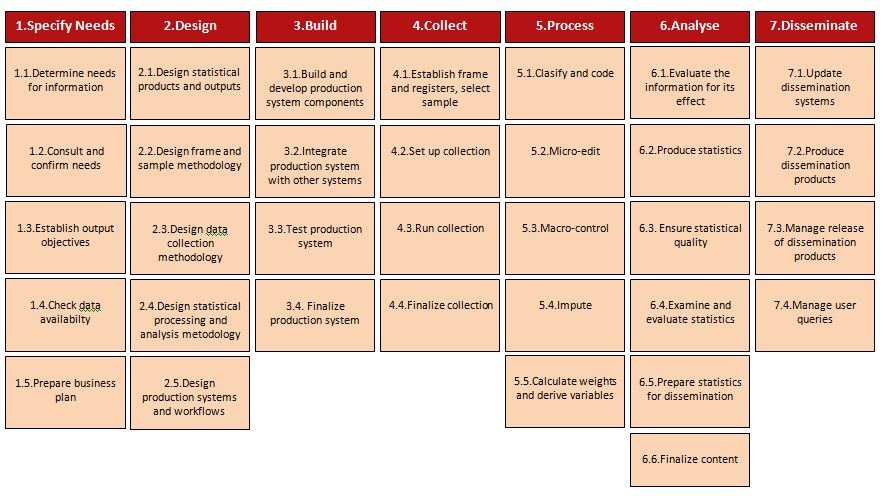 1.Specify Needs
2.Design
3.Build
4.Collect
5.Process
6.Analyse
7.Disseminate
1.1.Determine needs
for information
2.1.Design statistical
products and outputs
3.1.Build and
develop production
system components
4.1.Establish frame
and registers, select
sample
5.1.Clasify and code
6.1.Evaluate the
information for its
effect
7.1.Update
dissemination
systems
1.2.Consult and
confirm needs
2.2.Design frame and
sample methodology
3.2.Integrate
production system
with other systems
4.2.Set up collection
5.2.Micro-edit
6.2.Produce statistics
7.2.Produce
dissemination
products
1.3.Establish output
objectives
2.3.Design data
collection
methodology
3.3.Test production
system
4.3.Run collection
5.3.Macro-control
6.3. Ensure statistical
quality
7.3.Manage release
of dissemination
products
1.4.Check data
availabilty
2.4.Design statistical
processing and
analysis metodology
3.4. Finalize
production system
4.4.Finalize collection
5.4.Impute
6.4.Examine and
evaluate statistics
7.4.Manage user
queries
1.5.Prepare business
plan
2.5.Design
production systems
and workflows
5.5.Calculate weights
and derive variables
6.5.Prepare statistics
for dissemination
6.6.Finalize content